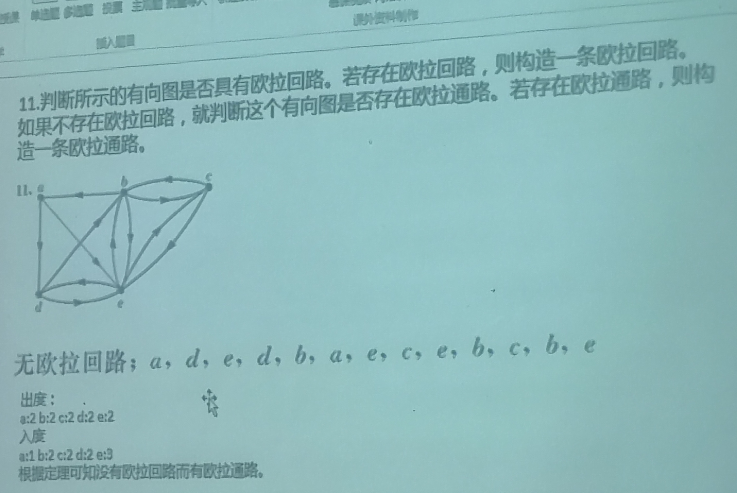 单选题 多选题 投票
插入题目
课外资料制作
11.判断所示的有向图是否具有欧拉回路。若存在欧拉回路，则构造一条欧拉回路。
如果不存在欧拉回路，就判断这个有向图是否存在欧拉通路。若存在欧拉通路，则构
造一条欧拉通路。
11. a b c
d e
无欧拉回路；a，d，e，d，b，a，e，c，e，b，c，b，e
出度：
a:2 b:2 c:2 d:2 e:2
入度
a:1 b:2 c:2 d:2 e:3
根据定理可知没有欧拉回路而有欧拉通路。